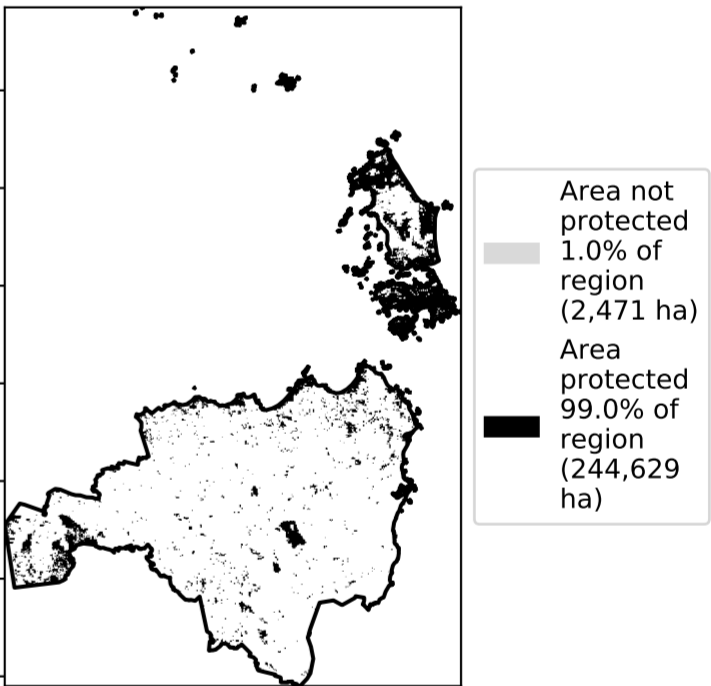 Area not
protected
1.0% of
region
(2,471 ha)
Area
protected
99.0% of
region
(244,629
ha)